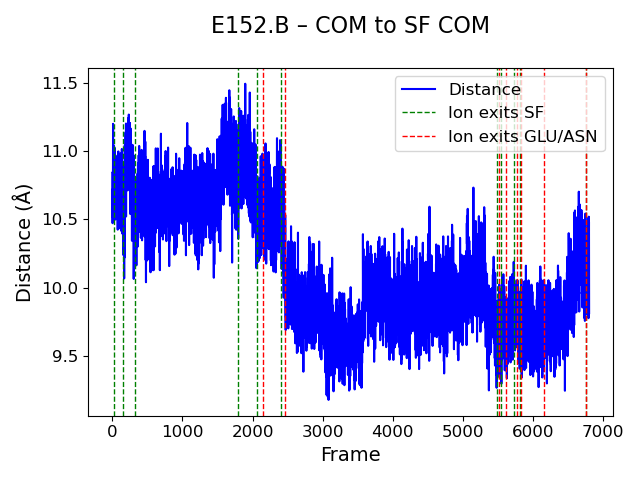 E152.B – COM to SF COM
Distance
Ion exits SF
Ion exits GLU/ASN
11.5
11.0
10.5
10.0
9.5
Distance (Å)
0 1000 2000 3000 4000 5000 6000 7000
Frame